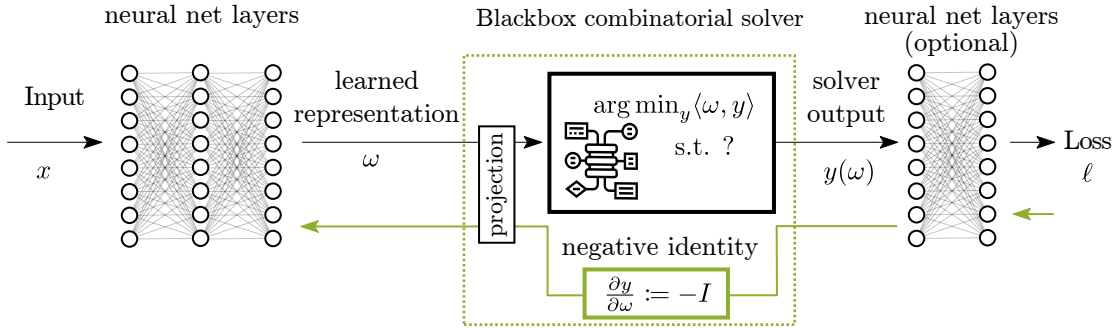 neural net layers
Blackbox combinatorial solver
neural net layers
(optional)
Input
x
learned
representation
ω
projection
arg min_y⟨ω, y⟩
s.t. ?
solver
output
y(ω)
Loss
ℓ
negative identity
∂y/∂ω := −I